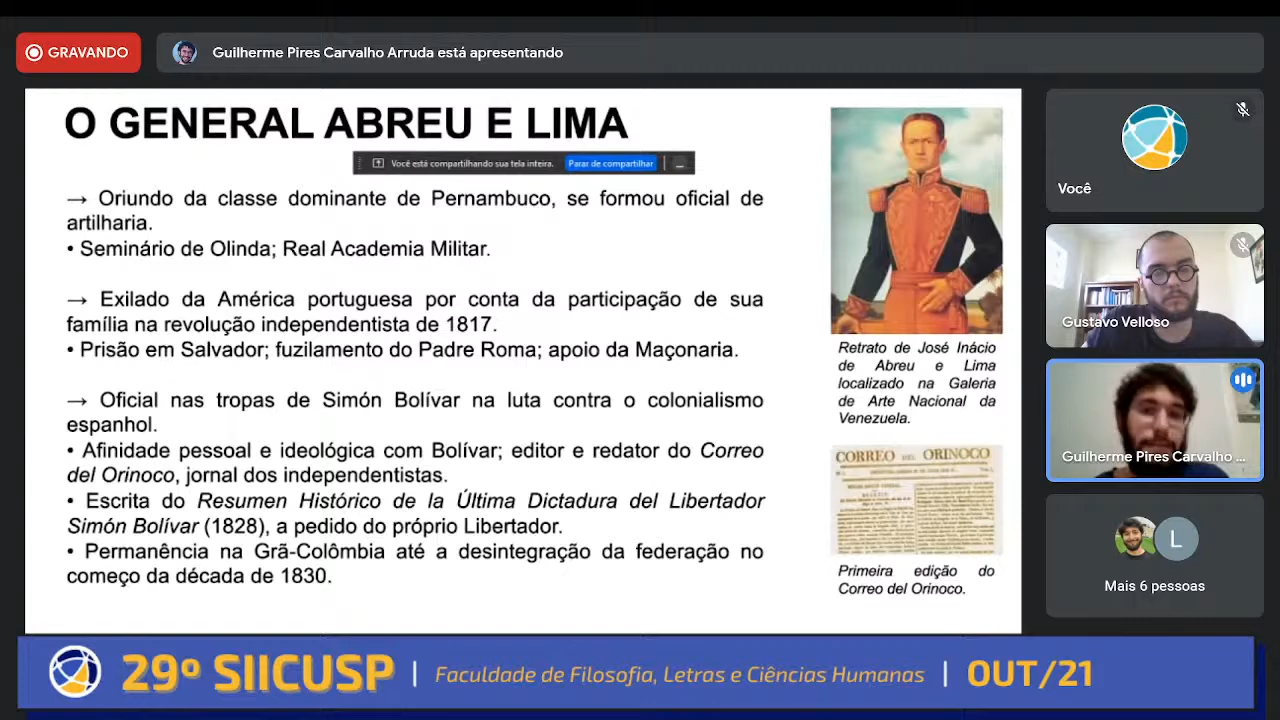 GRAVANDO
Guilherme Pires Carvalho Arruda está apresentando
O GENERAL ABREU E LIMA
Você está compartilhando sua tela inteira.
Parar de compartilhar
→ Oriundo da classe dominante de Pernambuco, se formou oficial de
artilharia.
• Seminário de Olinda; Real Academia Militar.
→ Exilado da América portuguesa por conta da participação de sua
família na revolução independentista de 1817.
• Prisão em Salvador; fuzilamento do Padre Roma; apoio da Maçonaria.
→ Oficial nas tropas de Simón Bolívar na luta contra o colonialismo
espanhol.
• Afinidade pessoal e ideológica com Bolívar; editor e redator do Correo
del Orinoco, jornal dos independentistas.
• Escrita do Resumen Histórico de la Última Dictadura del Libertador
Simón Bolívar (1828), a pedido do próprio Libertador.
• Permanência na Grã-Colômbia até a desintegração da federação no
começo da década de 1830.
Retrato de José Inácio
de Abreu e Lima
localizado na Galeria
de Arte Nacional da
Venezuela.
CORREO DEL ORINOCO
Primeira edição do
Correo del Orinoco.
Você
Gustavo Velloso
Guilherme Pires Carvalho ...
L
Mais 6 pessoas
29º SIICUSP | Faculdade de Filosofia, Letras e Ciências Humanas | OUT/21